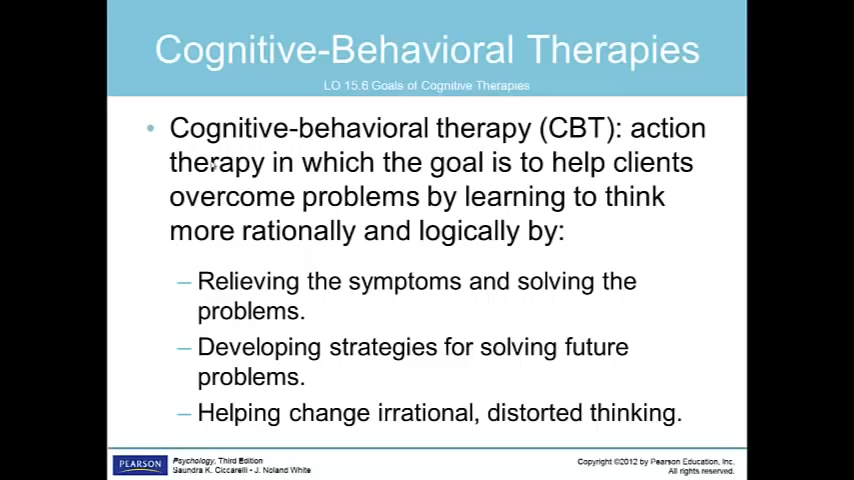 Cognitive-Behavioral Therapies
LO 15.6 Goals of Cognitive Therapies
• Cognitive-behavioral therapy (CBT): action
therapy in which the goal is to help clients
overcome problems by learning to think
more rationally and logically by:
– Relieving the symptoms and solving the
problems.
– Developing strategies for solving future
problems.
– Helping change irrational, distorted thinking.
PEARSON
Psychology, Third Edition
Saundra K. Ciccarelli • J. Noland White
Copyright ©2012 by Pearson Education, Inc.
All rights reserved.